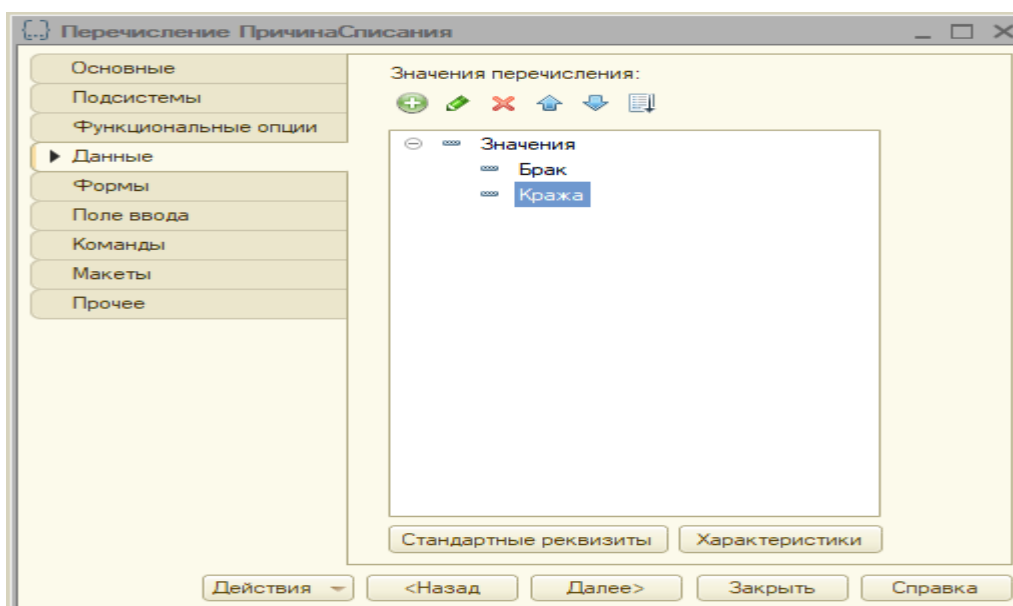 Перечисление ПричинаСписания
Основные
Подсистемы
Функциональные опции
Данные
Формы
Поле ввода
Команды
Макеты
Прочее
Значения перечисления:
Значения
Брак
Кража
Стандартные реквизиты
Характеристики
Действия
<Назад
Далее>
Закрыть
Справка